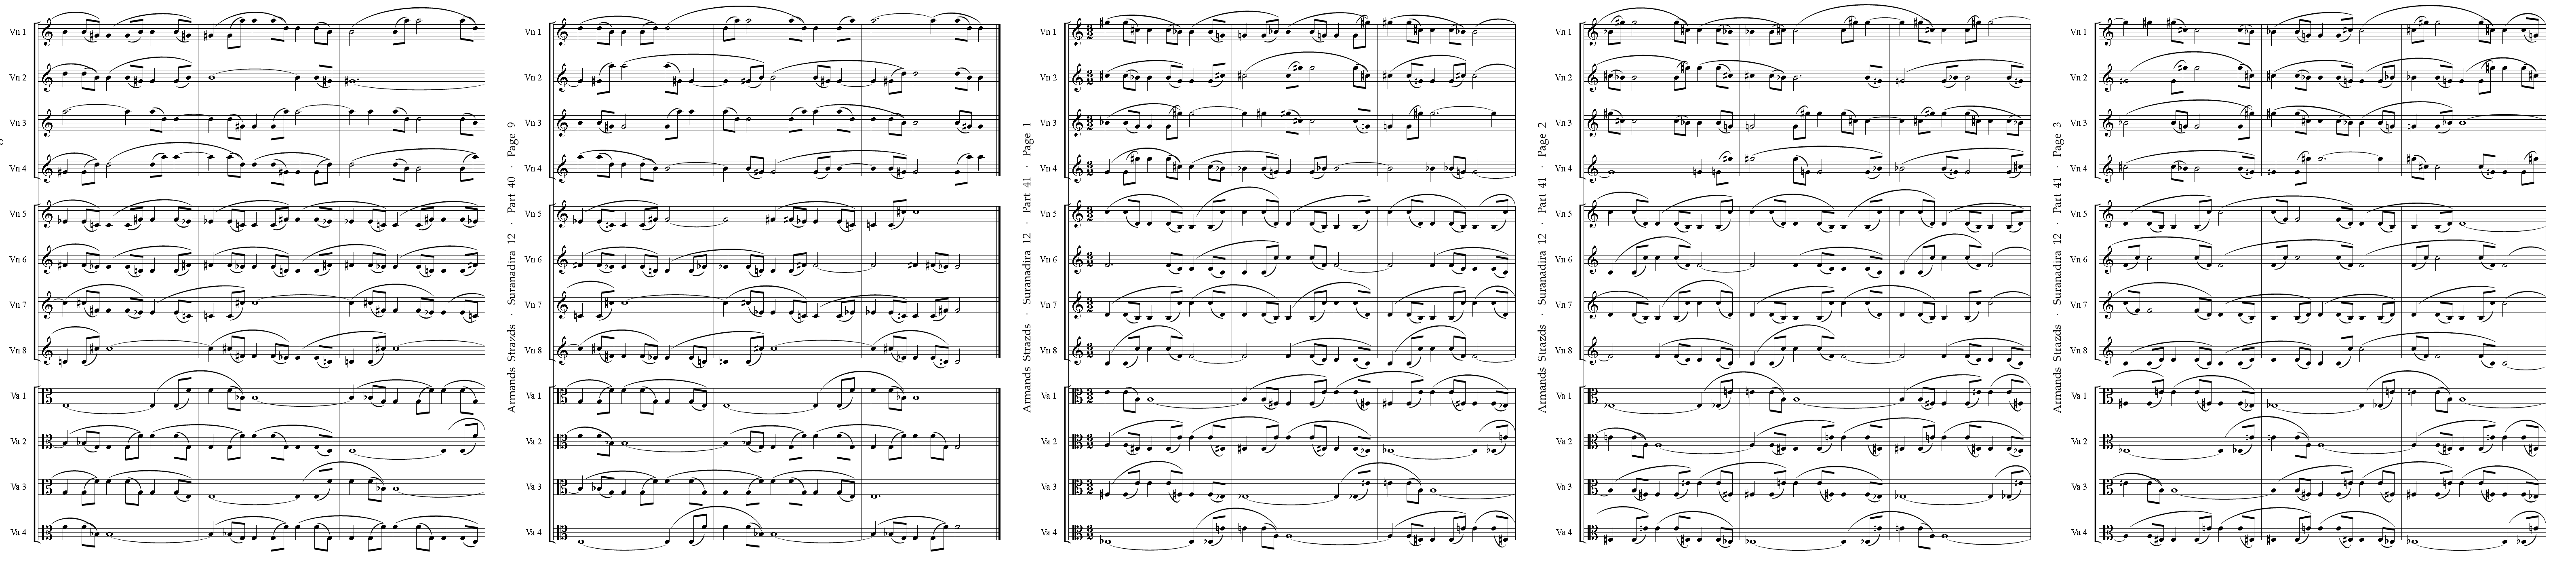 Vn 1
Vn 2
Vn 3
Vn 4
Vn 5
Vn 6
Vn 7
Vn 8
Va 1
Va 2
Va 3
Va 4
Armands Strazds · Suranadira 12 · Part 40 · Page 9
Vn 1
Vn 2
Vn 3
Vn 4
Vn 5
Vn 6
Vn 7
Vn 8
Va 1
Va 2
Va 3
Va 4
Armands Strazds · Suranadira 12 · Part 41 · Page 1
Vn 1
Vn 2
Vn 3
Vn 4
Vn 5
Vn 6
Vn 7
Vn 8
Va 1
Va 2
Va 3
Va 4
Armands Strazds · Suranadira 12 · Part 41 · Page 2
Vn 1
Vn 2
Vn 3
Vn 4
Vn 5
Vn 6
Vn 7
Vn 8
Va 1
Va 2
Va 3
Va 4
Armands Strazds · Suranadira 12 · Part 41 · Page 3
Vn 1
Vn 2
Vn 3
Vn 4
Vn 5
Vn 6
Vn 7
Vn 8
Va 1
Va 2
Va 3
Va 4